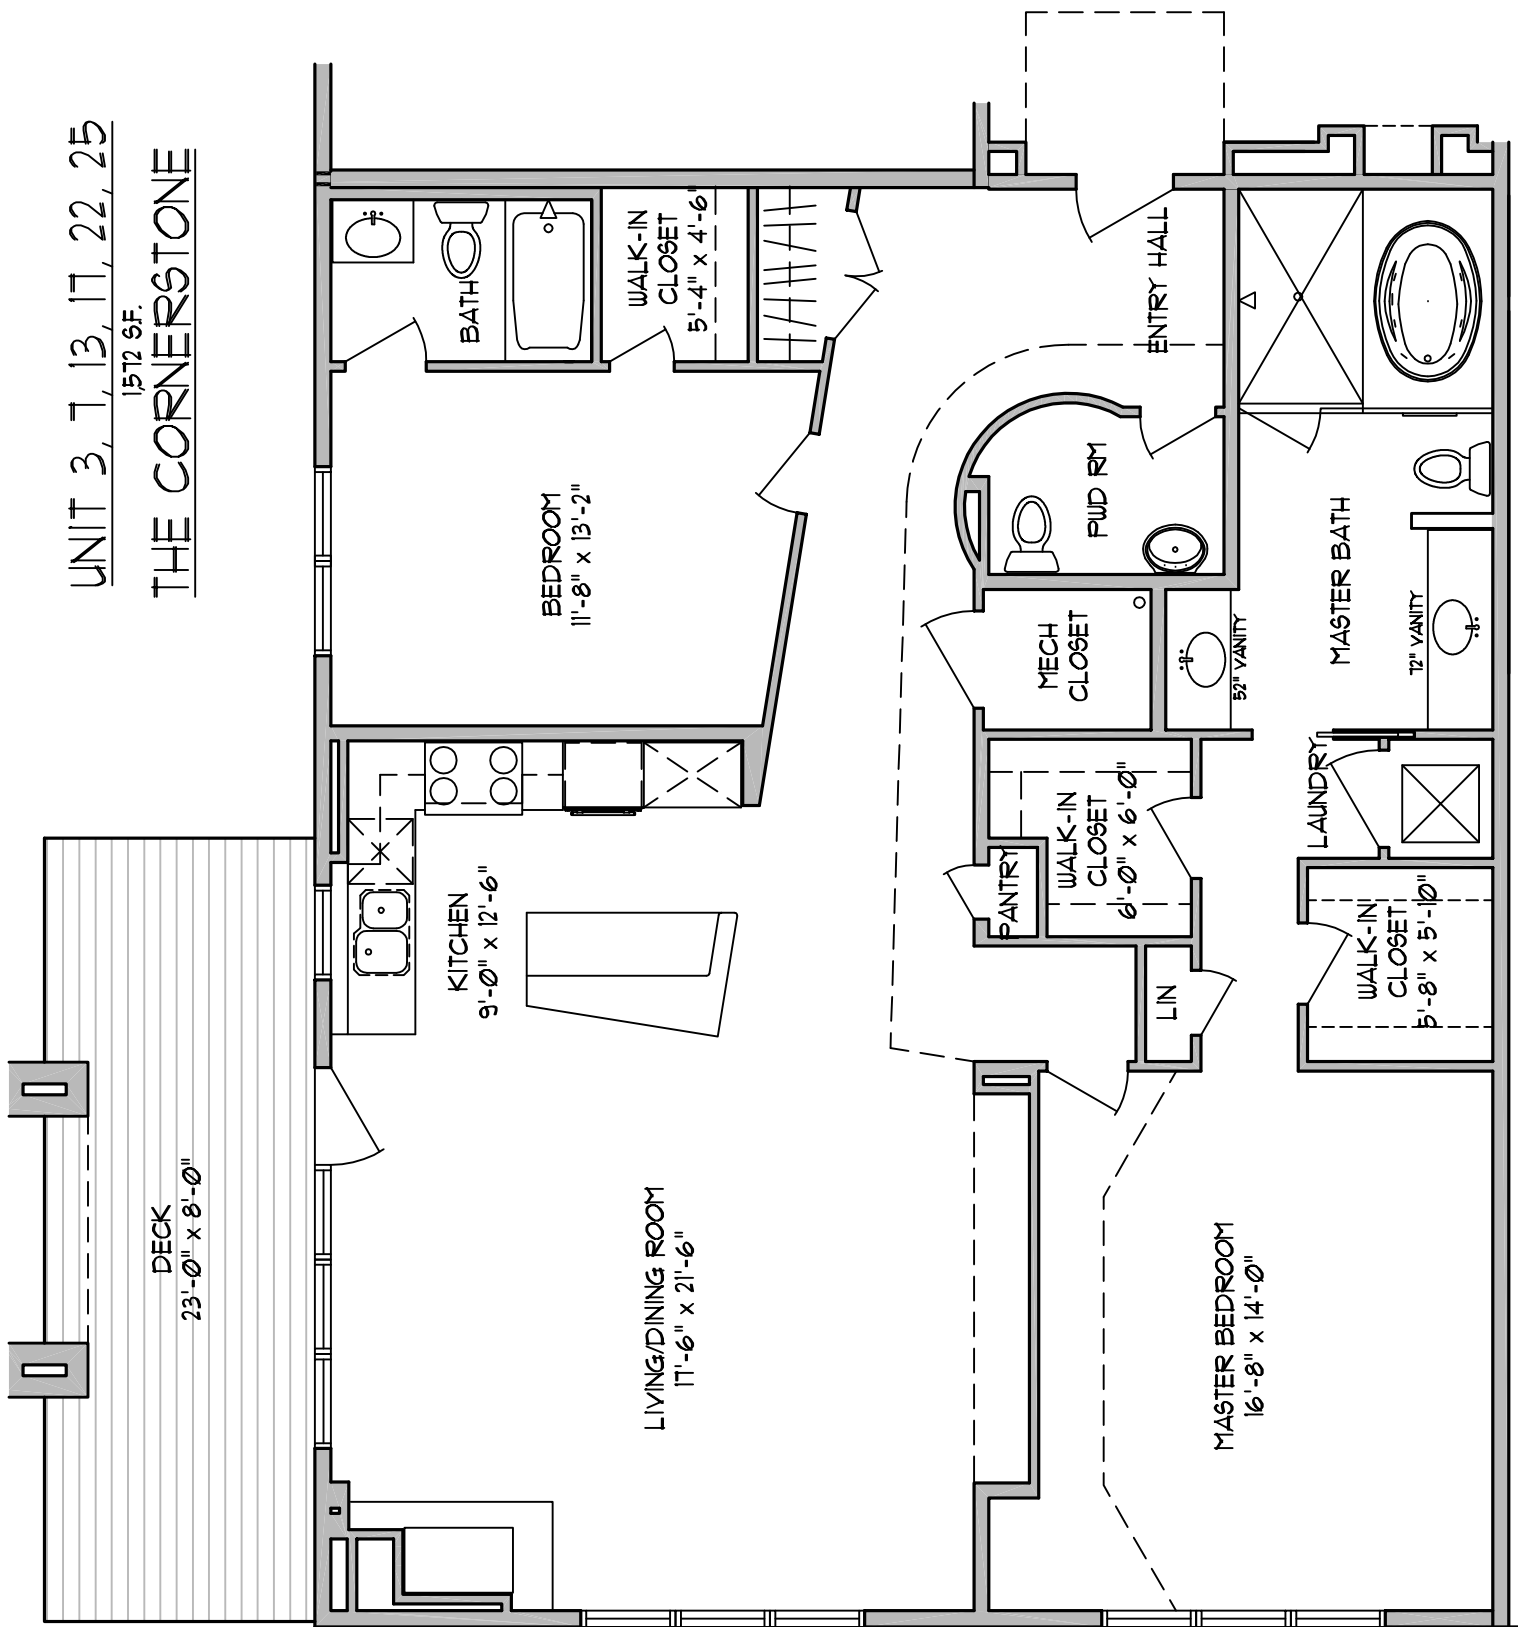 UNIT 3, 7, 13, 17, 22, 25
1,572 S.F.
THE CORNERSTONE
DECK
23'-0" x 8'-0"
BATH
WALK-IN
CLOSET
5'-4" x 4'-6"
BEDROOM
11'-8" x 13'-2"
KITCHEN
9'-0" x 12'-6"
LIVING/DINING ROOM
17'-6" x 21'-6"
ENTRY HALL
PWD RM
MECH
CLOSET
PANTRY
WALK-IN
CLOSET
6'-0" x 6'-0"
LIN
52" VANITY
MASTER BATH
72" VANITY
LAUNDRY
WALK-IN
CLOSET
5'-8" x 5'-10"
MASTER BEDROOM
16'-8" x 14'-0"